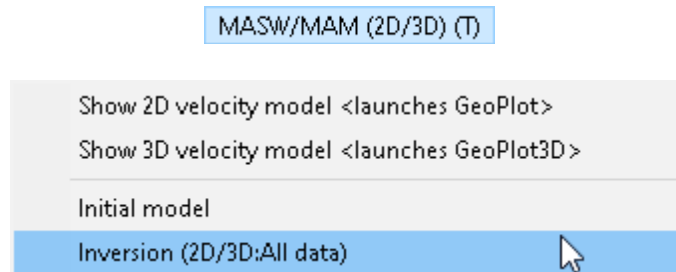 MASW/MAM (2D/3D) (T)
Show 2D velocity model <launches GeoPlot>
Show 3D velocity model <launches GeoPlot3D>
Initial model
Inversion (2D/3D:All data)